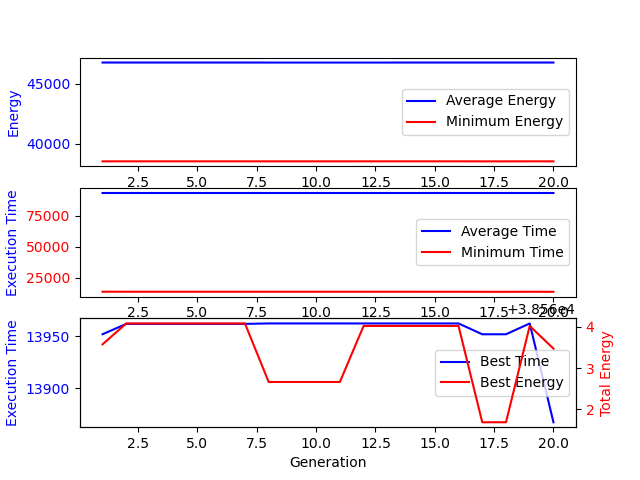 Energy
45000
40000
Average Energy
Minimum Energy
2.5 5.0 7.5 10.0 12.5 15.0 17.5 20.0
Execution Time
75000
50000
25000
Average Time
Minimum Time
2.5 5.0 7.5 10.0 12.5 15.0 17.5 20.0
+3.856e4
Execution Time
13950
13900
Best Time
Best Energy
4
3
2
Total Energy
2.5 5.0 7.5 10.0 12.5 15.0 17.5 20.0
Generation